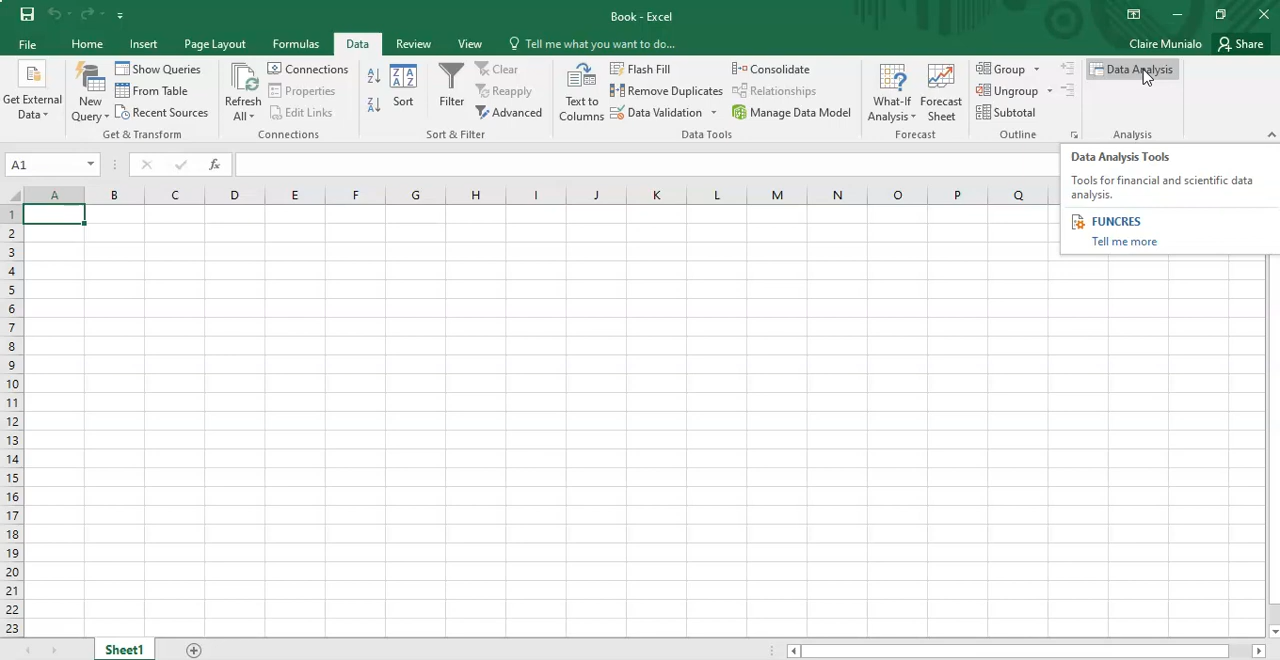 Book - Excel
File Home Insert Page Layout Formulas Data Review View Tell me what you want to do... Claire Munialo Share
Get External Data
New Query
Show Queries
From Table
Recent Sources
Get & Transform
Refresh All
Connections
Properties
Edit Links
Connections
Sort
Filter
Clear
Reapply
Advanced
Sort & Filter
Text to Columns
Flash Fill
Remove Duplicates
Data Validation
Consolidate
Relationships
Manage Data Model
Data Tools
What-If Analysis
Forecast Sheet
Forecast
Group
Ungroup
Subtotal
Outline
Data Analysis
Analysis
A1
fx
Data Analysis Tools
Tools for financial and scientific data
analysis.
FUNCRES
Tell me more
A B C D E F G H I J K L M N O P Q
1
2
3
4
5
6
7
8
9
10
11
12
13
14
15
16
17
18
19
20
21
22
23
Sheet1